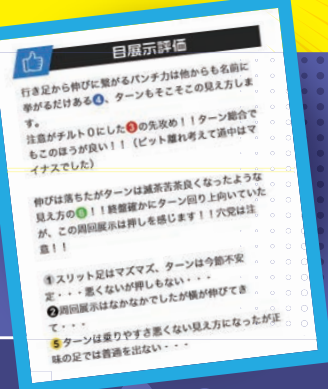 目展示評価
行き足から伸びに繋がるパンチ力は他からも名前に
挙がるだけある4、ターンもそこそこの見え方しま
す。
注意がチルト0にした3の先攻め!!ターン総合で
もこのほうが良い!!(ピット離れ考えて道中はマ
イナスでした)
伸びは落ちたがターンは滅茶苦茶良くなったような
見え方の6!!終盤確かにターン回り上向いていた
が、この周回展示は押しを感じます!!穴党は注
意!!
①スリット足はマズマズ、ターンは今節不安
定・・・悪くないが押しもない・・・
❷周回展示はなかなかでしたが横が伸びてき
て・・・
5ターンは乗りやすさ悪くない見え方になったが正
味の足では普通を出ない・・・